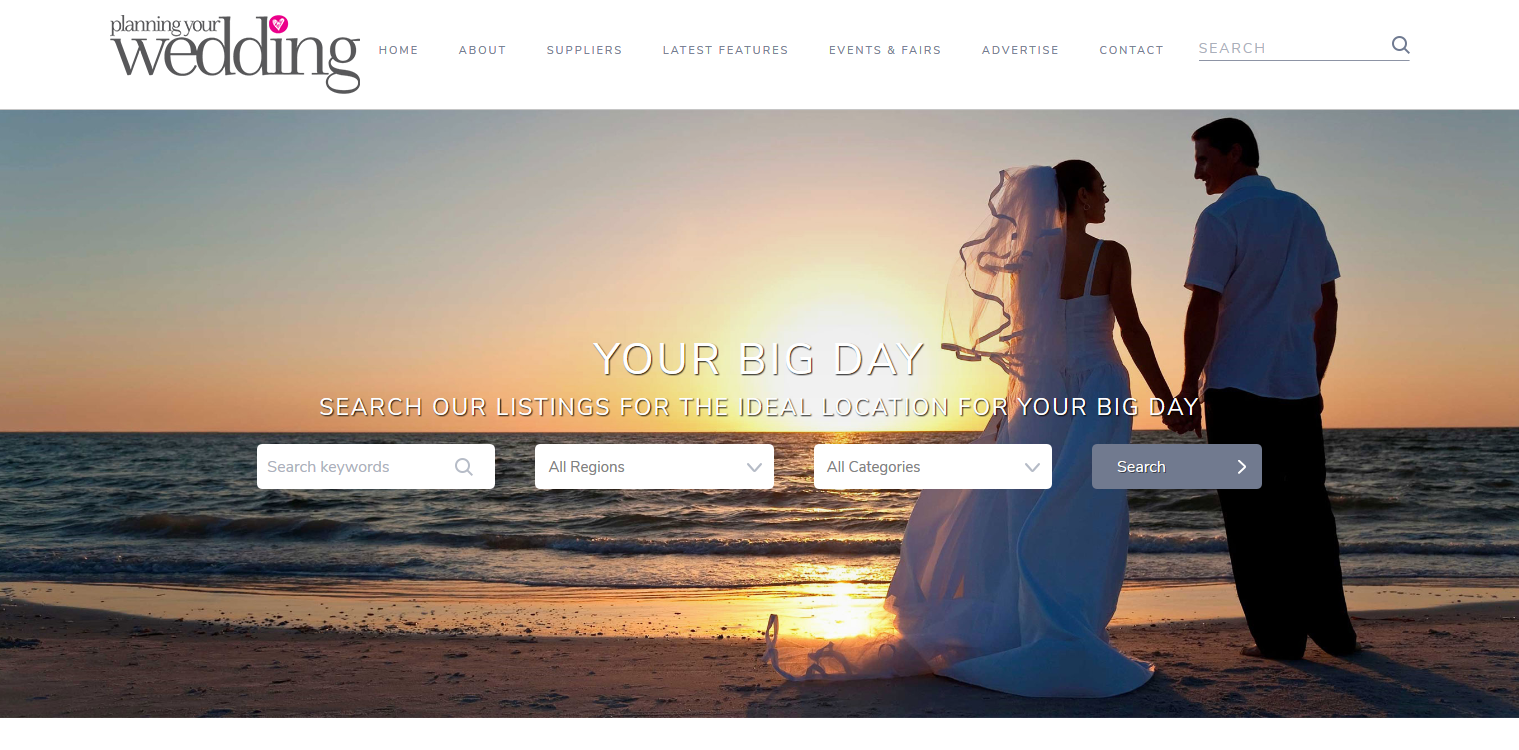 planning your
wedding
HOME ABOUT SUPPLIERS LATEST FEATURES EVENTS & FAIRS ADVERTISE CONTACT SEARCH
YOUR BIG DAY
SEARCH OUR LISTINGS FOR THE IDEAL LOCATION FOR YOUR BIG DAY
Search keywords All Regions All Categories Search